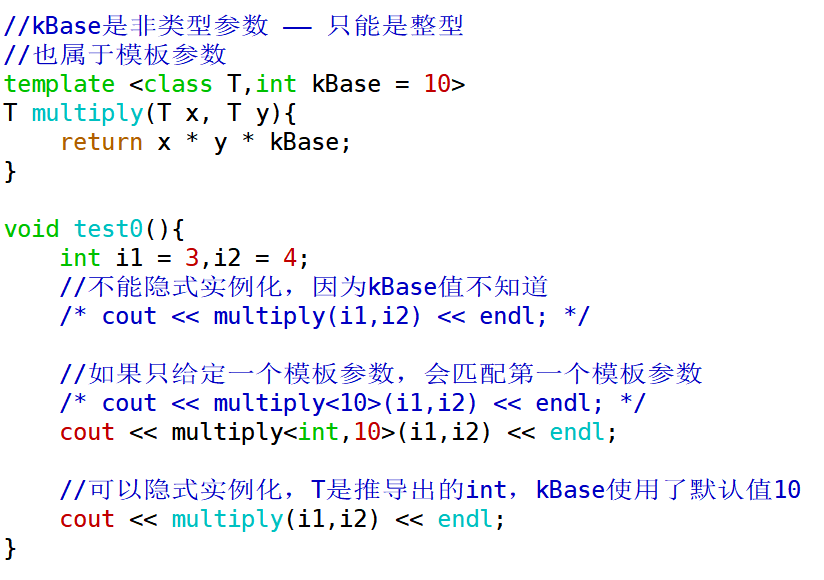 //kBase是非类型参数 —— 只能是整型
//也属于模板参数
template <class T,int kBase = 10>
T multiply(T x, T y){
    return x * y * kBase;
}

void test0(){
    int i1 = 3,i2 = 4;
    //不能隐式实例化，因为kBase值不知道
    /* cout << multiply(i1,i2) << endl; */

    //如果只给定一个模板参数，会匹配第一个模板参数
    /* cout << multiply<10>(i1,i2) << endl; */
    cout << multiply<int,10>(i1,i2) << endl;

    //可以隐式实例化，T是推导出的int，kBase使用了默认值10
    cout << multiply(i1,i2) << endl;
}